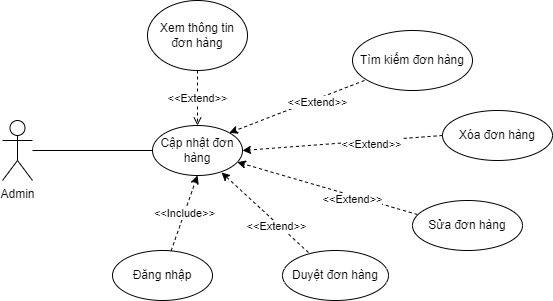 Xem thông tin
đơn hàng
Tìm kiếm đơn hàng
<<Extend>>
<<Extend>>
Cập nhật đơn
hàng
Xóa đơn hàng
<<Extend>>
Admin
<<Extend>>
<<Include>>
<<Extend>>
Sửa đơn hàng
Đăng nhập
Duyệt đơn hàng